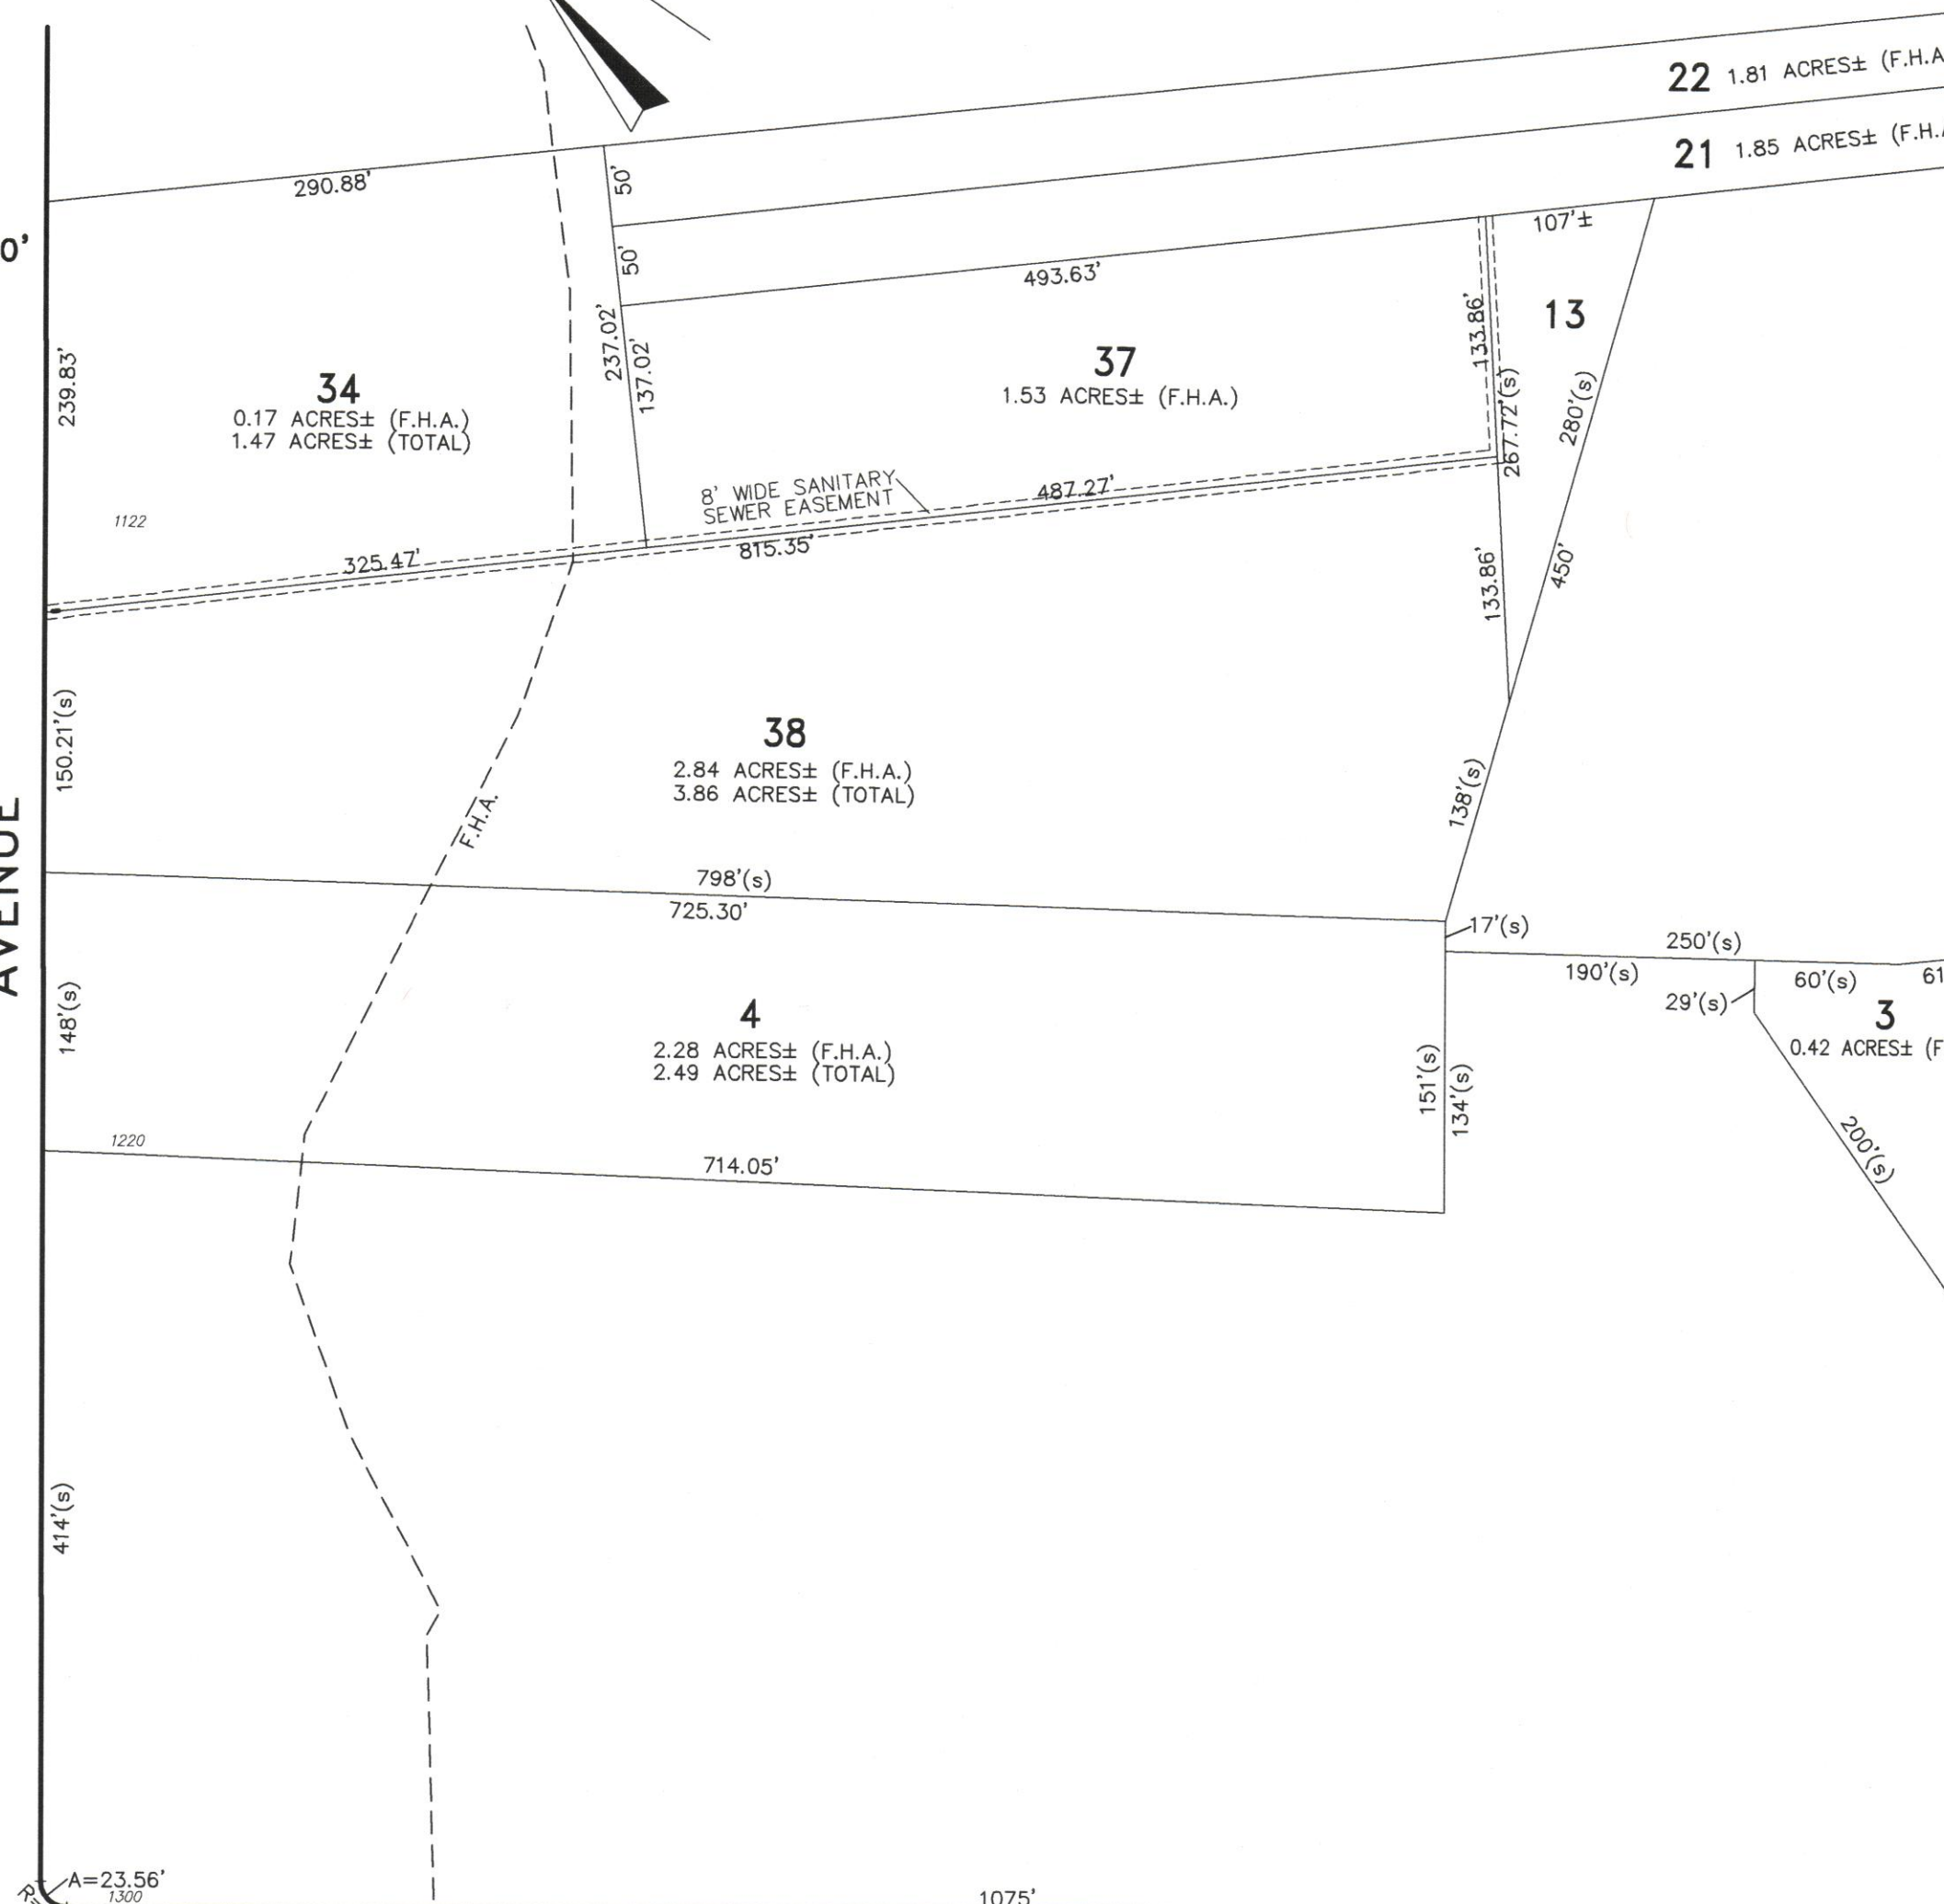 22 1.81 ACRES± (F.H.A
21 1.85 ACRES± (F.H.A
290.88'
50'
50'
0'
107'±
493.63'
13
133.86'
239.83'
237.02'
137.02'
34
0.17 ACRES± (F.H.A.)
1.47 ACRES± (TOTAL)
37
1.53 ACRES± (F.H.A.)
280'(s)
267.72'(s)
8' WIDE SANITARY
SEWER EASEMENT
487.27'
1122
325.47'
815.35'
133.86'
450'
150.21'(s)
38
2.84 ACRES± (F.H.A.)
3.86 ACRES± (TOTAL)
F.H.A.
138'(s)
AVENUE
798'(s)
725.30'
17'(s)
250'(s)
190'(s)
60'(s)
61
29'(s)
148'(s)
4
2.28 ACRES± (F.H.A.)
2.49 ACRES± (TOTAL)
3
0.42 ACRES± (F
151'(s)
134'(s)
1220
714.05'
200'(s)
414'(s)
A=23.56'
1300
1075'